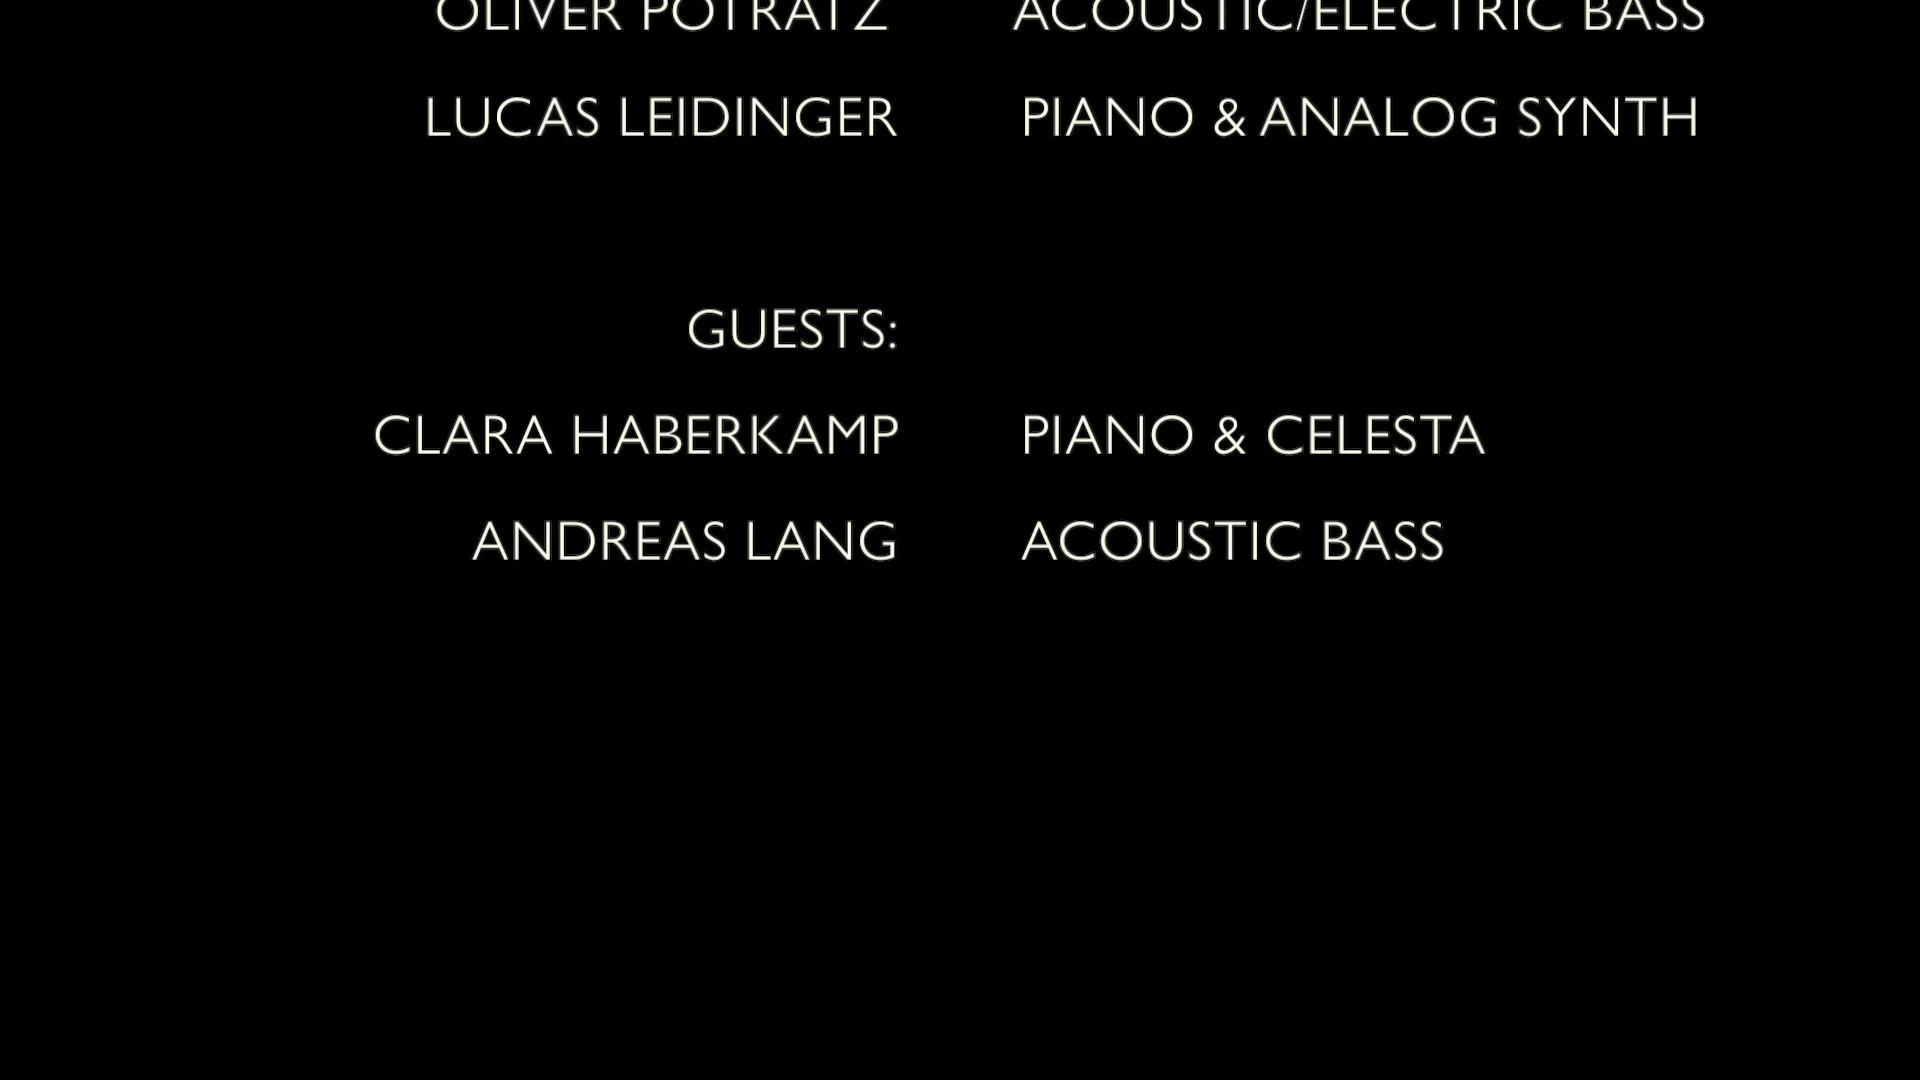 OLIVER POTRATZ ACOUSTIC/ELECTRIC BASS
LUCAS LEIDINGER PIANO & ANALOG SYNTH
GUESTS:
CLARA HABERKAMP PIANO & CELESTA
ANDREAS LANG ACOUSTIC BASS